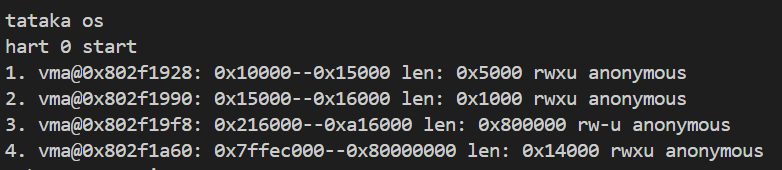 tataka os
hart 0 start
1. vma@0x802f1928: 0x10000--0x15000 len: 0x5000 rwxu anonymous
2. vma@0x802f1990: 0x15000--0x16000 len: 0x1000 rwxu anonymous
3. vma@0x802f19f8: 0x216000--0xa16000 len: 0x800000 rw-u anonymous
4. vma@0x802f1a60: 0x7ffec000--0x80000000 len: 0x14000 rwxu anonymous